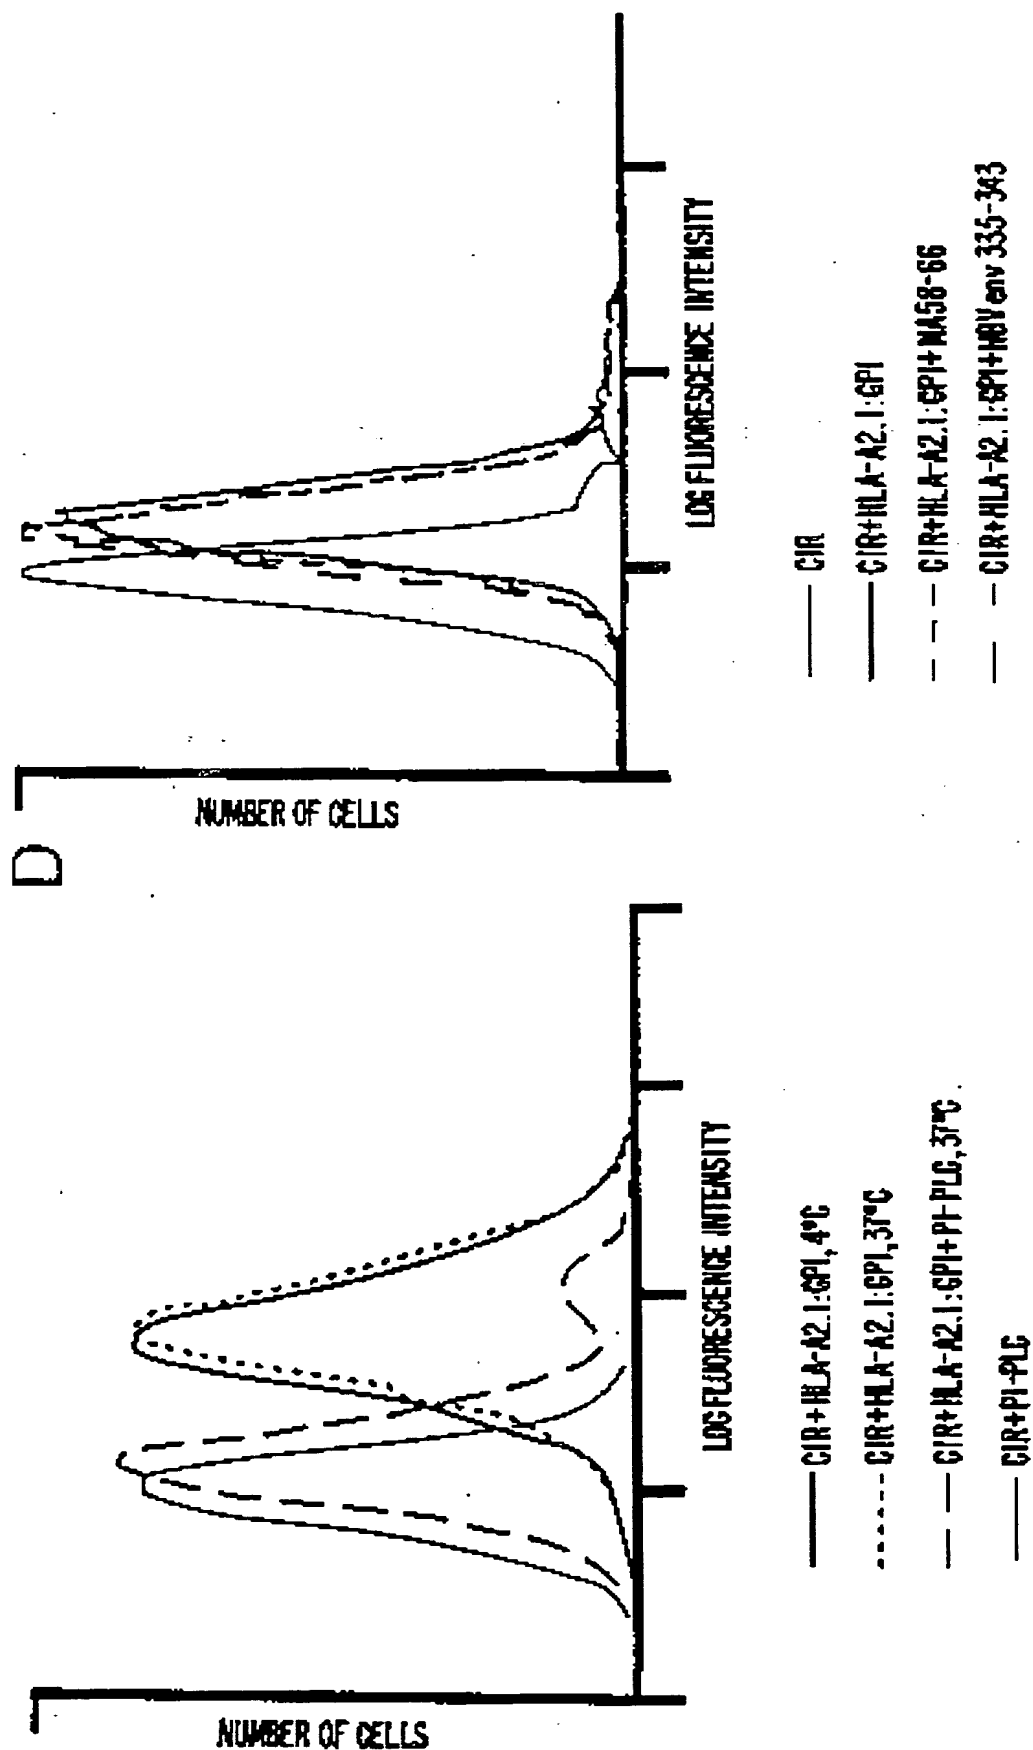 NUMBER OF CELLS
LOG FLUORESCENCE INTENSITY
CIR+HLA-A2.1:GPI,4°C
CIR+HLA-A2.1:GPI,37°C
CIR+HLA-A2.1:GPI+PI-PLC,37°C
CIR+PI-PLC
D
NUMBER OF CELLS
LOG FLUORESCENCE INTENSITY
CIR
CIR+HLA-A2.1:GPI
CIR+HLA-A2.1:GPI+MA58-66
CIR+HLA-A2.1:GPI+HBVenv 335-343